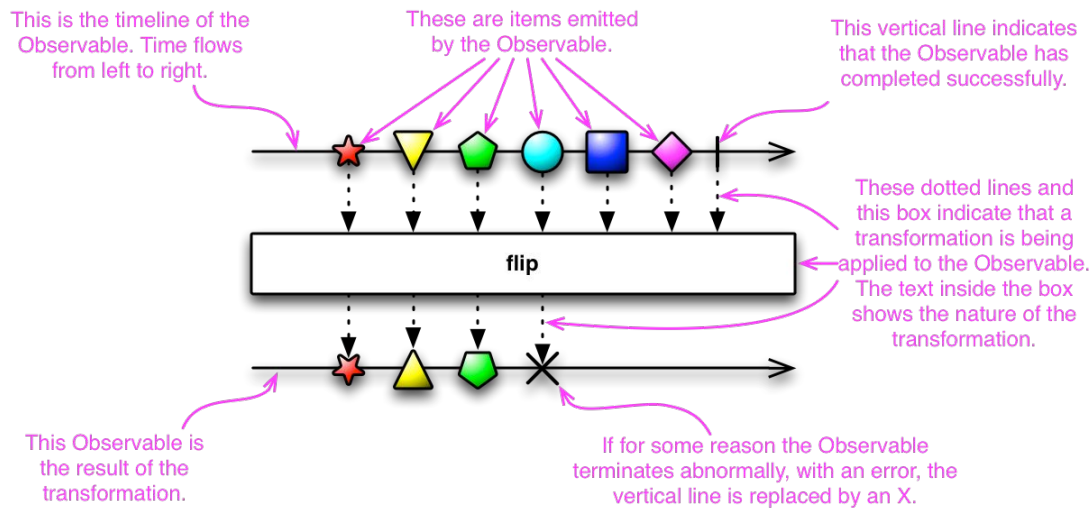 This is the timeline of the
Observable. Time flows
from left to right.
These are items emitted
by the Observable.
This vertical line indicates
that the Observable has
completed successfully.
These dotted lines and
this box indicate that a
transformation is being
applied to the Observable.
The text inside the box
shows the nature of the
transformation.
flip
This Observable is
the result of the
transformation.
If for some reason the Observable
terminates abnormally, with an error, the
vertical line is replaced by an X.